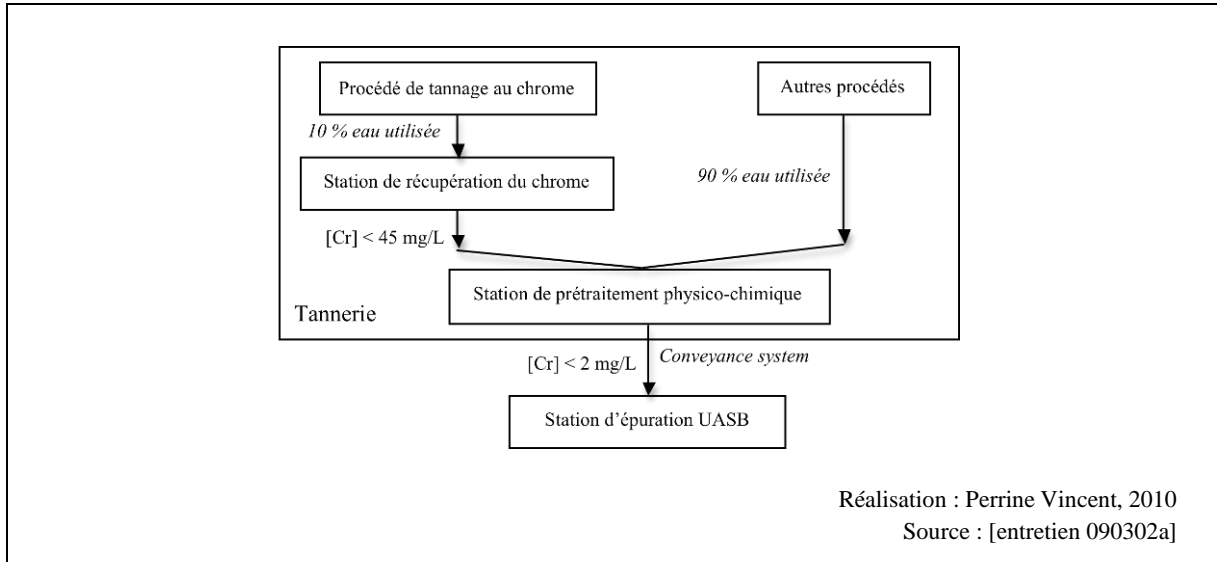 Procédé de tannage au chrome
Autres procédés
10 % eau utilisée
Station de récupération du chrome
90 % eau utilisée
[Cr] < 45 mg/L
Station de prétraitement physico-chimique
Tannerie
[Cr] < 2 mg/L
Conveyance system
Station d'épuration UASB
Réalisation : Perrine Vincent, 2010
Source : [entretien 090302a]